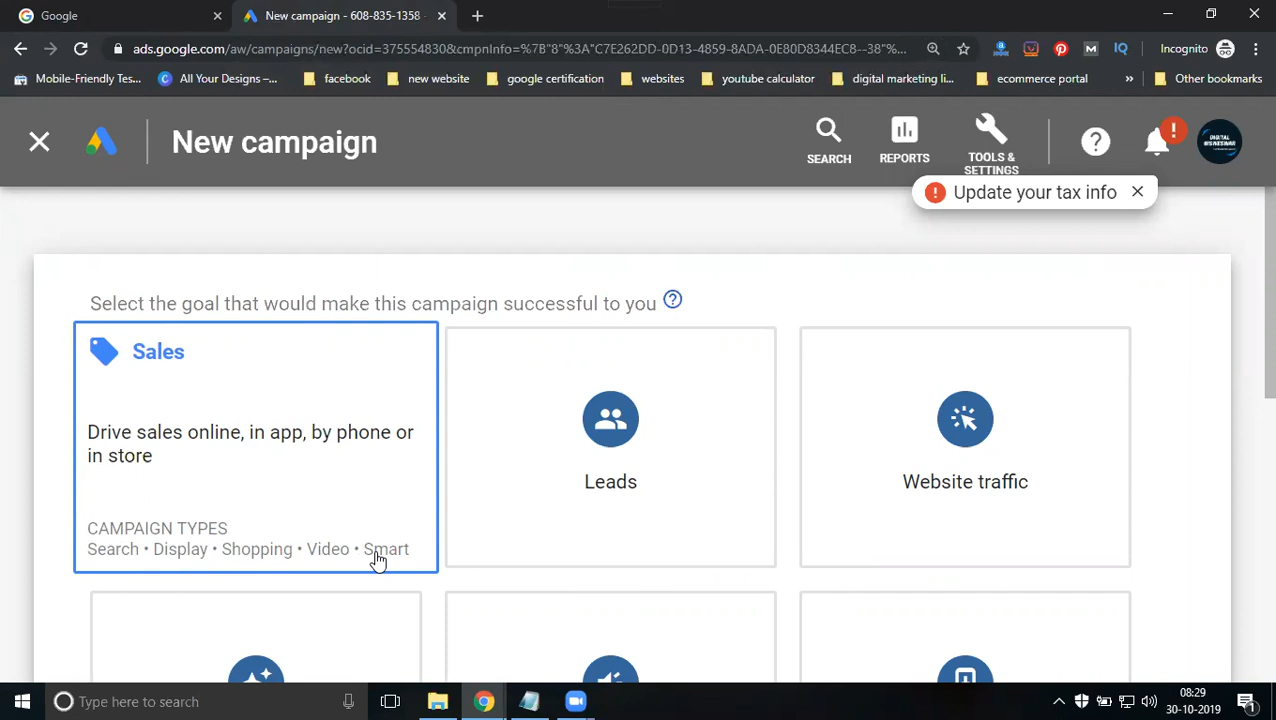 Google
New campaign - 608-835-1358 -
ads.google.com/aw/campaigns/new?ocid=375554830&cmpnInfo=%7B"8"%3A"C7E262DD-0D13-4859-8ADA-0E80D8344EC8--38"%...
Incognito
Mobile-Friendly Tes...
All Your Designs –...
facebook
new website
google certification
websites
youtube calculator
digital marketing li...
ecommerce portal
»
Other bookmarks
New campaign
SEARCH
REPORTS
TOOLS &
SETTINGS
Update your tax info
Select the goal that would make this campaign successful to you
Sales
Drive sales online, in app, by phone or
in store
CAMPAIGN TYPES
Search • Display • Shopping • Video • Smart
Leads
Website traffic
Type here to search
08:29
30-10-2019